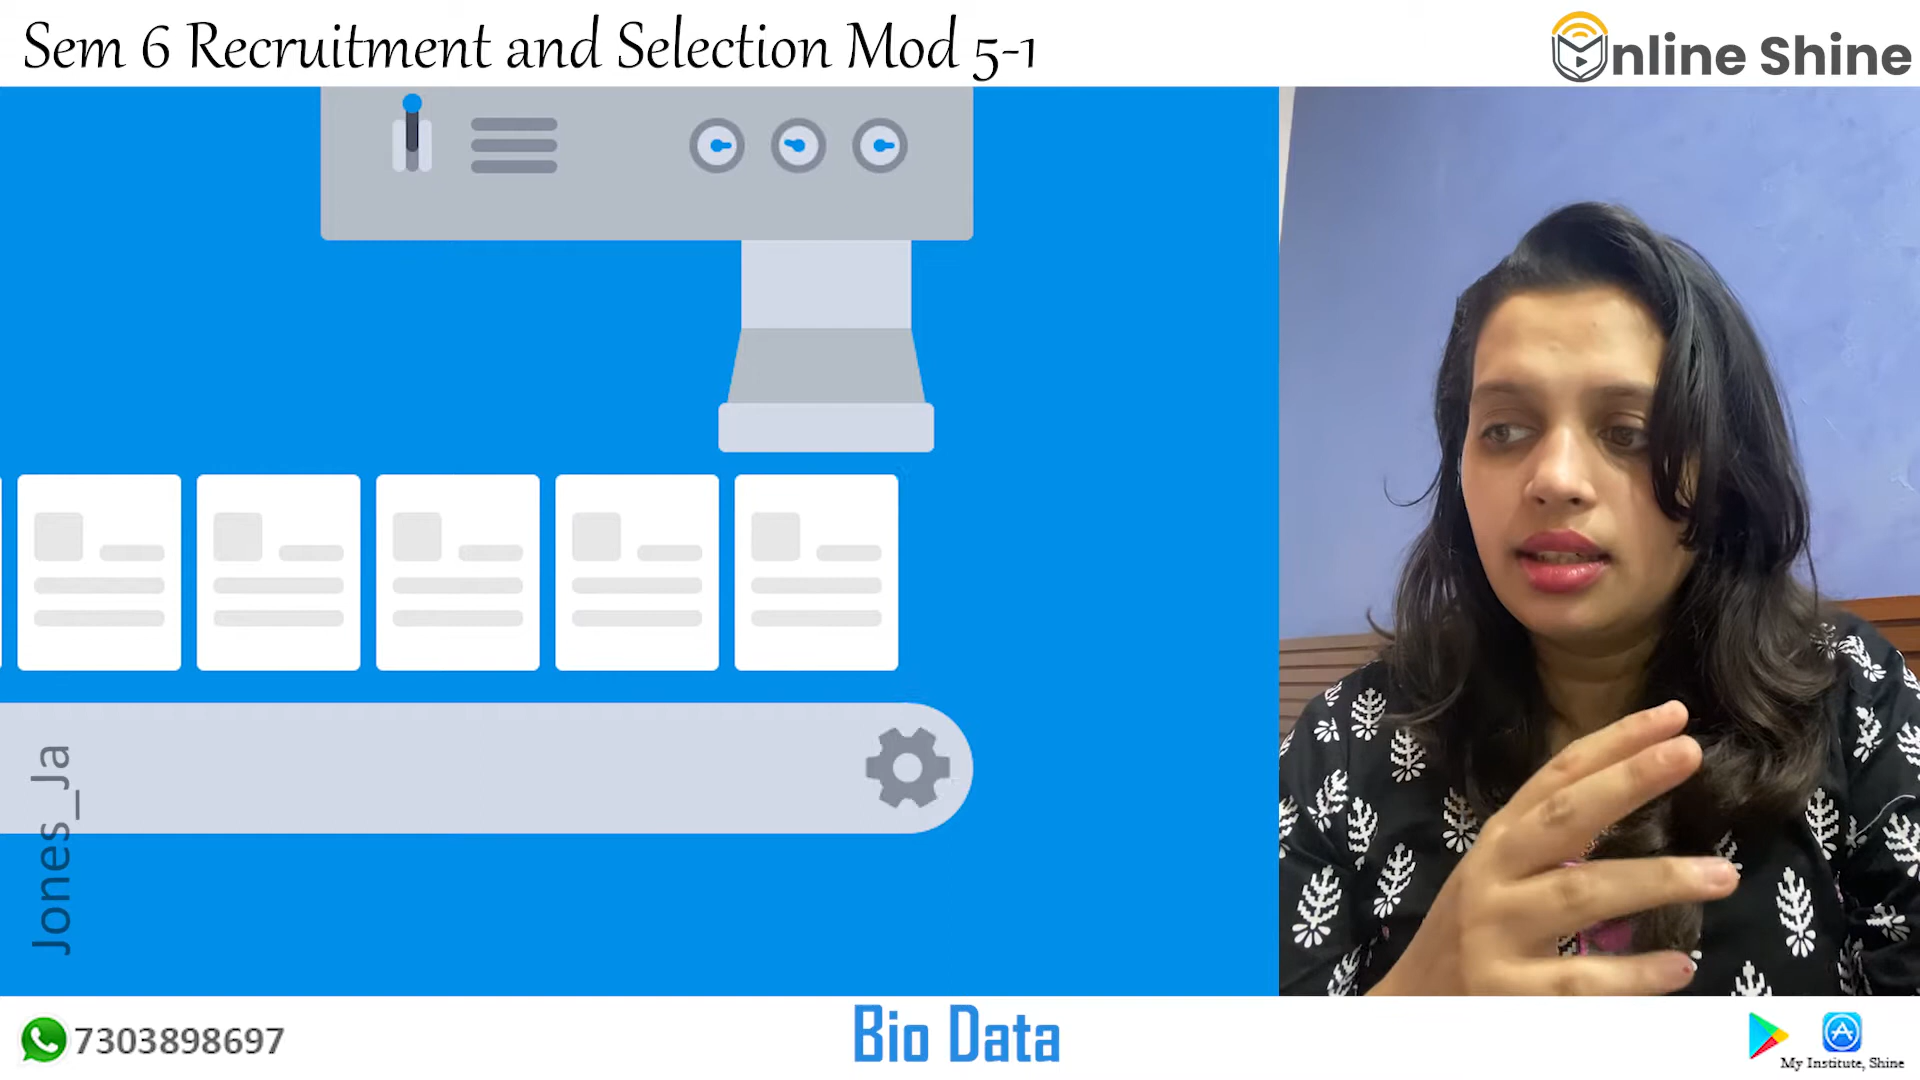 Sem 6 Recruitment and Selection Mod 5-1
Online Shine
Jones_Ja
7303898697
Bio Data
My Institute, Shine